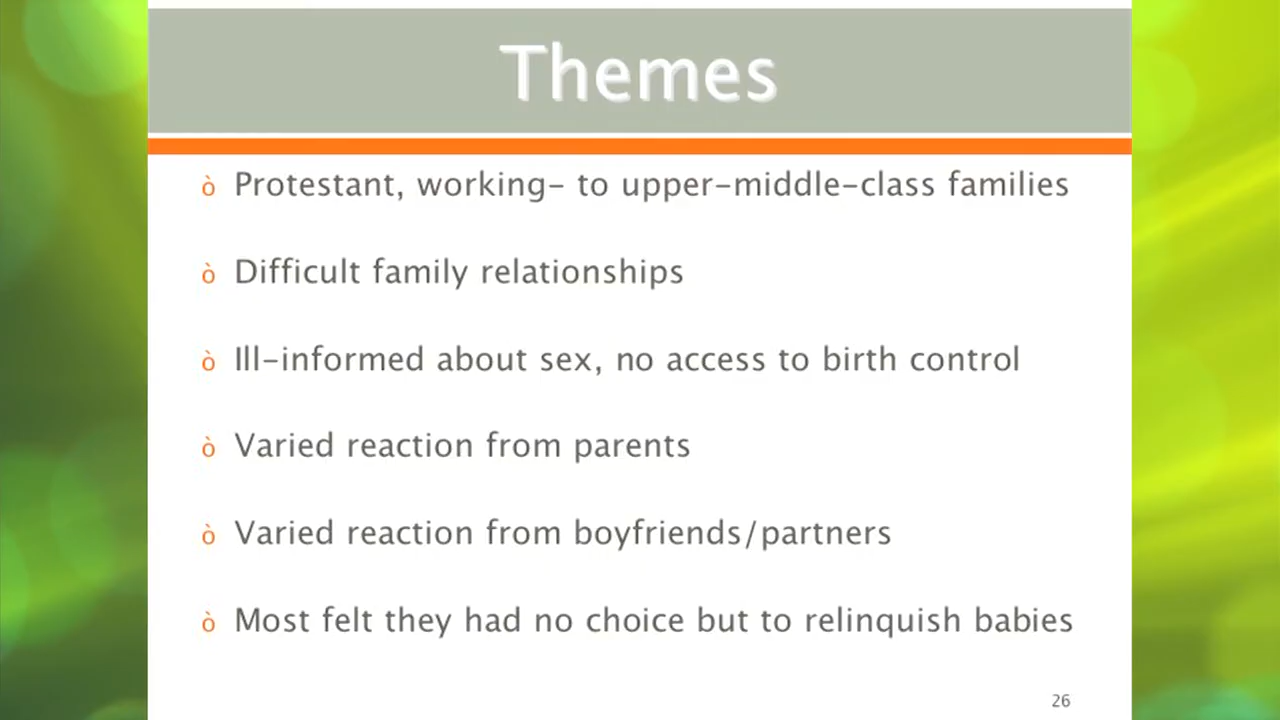 Themes
ò Protestant, working- to upper-middle-class families
ò Difficult family relationships
ò Ill-informed about sex, no access to birth control
ò Varied reaction from parents
ò Varied reaction from boyfriends/partners
ò Most felt they had no choice but to relinquish babies
26